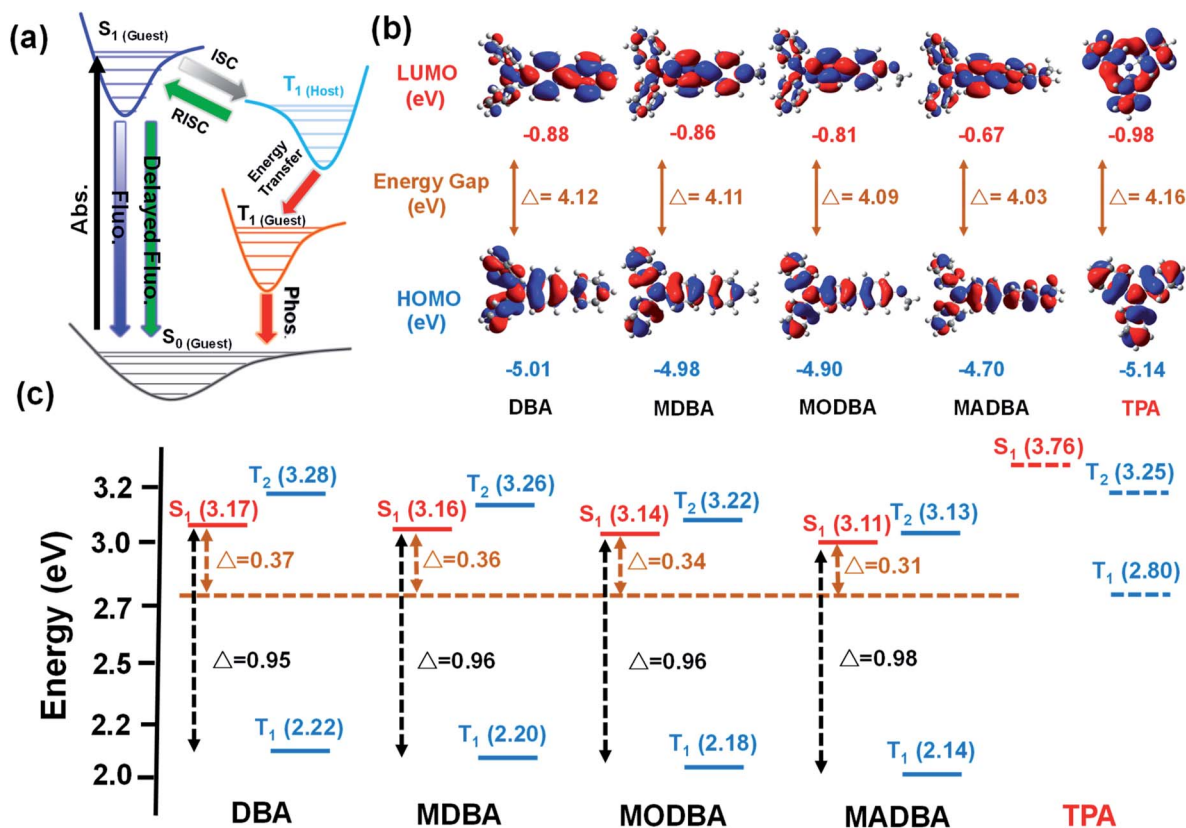 (a)
S1 (Guest)
ISC
T1 (Host)
RISC
Energy
Transfer
T1 (Guest)
Abs.
Fluo.
Delayed Fluo.
Phos.
S0 (Guest)
(b)
LUMO
(eV)
-0.88
-0.86
-0.81
-0.67
-0.98
Energy Gap
(eV)
△= 4.12
△= 4.11
△= 4.09
△= 4.03
△= 4.16
HOMO
(eV)
-5.01
-4.98
-4.90
-4.70
-5.14
DBA
MDBA
MODBA
MADBA
TPA
(c)
Energy (eV)
3.2
3.0
2.7
2.5
2.2
2.0
S1 (3.17)
T2 (3.28)
△=0.37
△=0.95
T1 (2.22)
DBA
S1 (3.16)
T2 (3.26)
△=0.36
△=0.96
T1 (2.20)
MDBA
S1 (3.14)
T2 (3.22)
△=0.34
△=0.96
T1 (2.18)
MODBA
S1 (3.11)
T2 (3.13)
△=0.31
△=0.98
T1 (2.14)
MADBA
S1 (3.76)
T2 (3.25)
T1 (2.80)
TPA